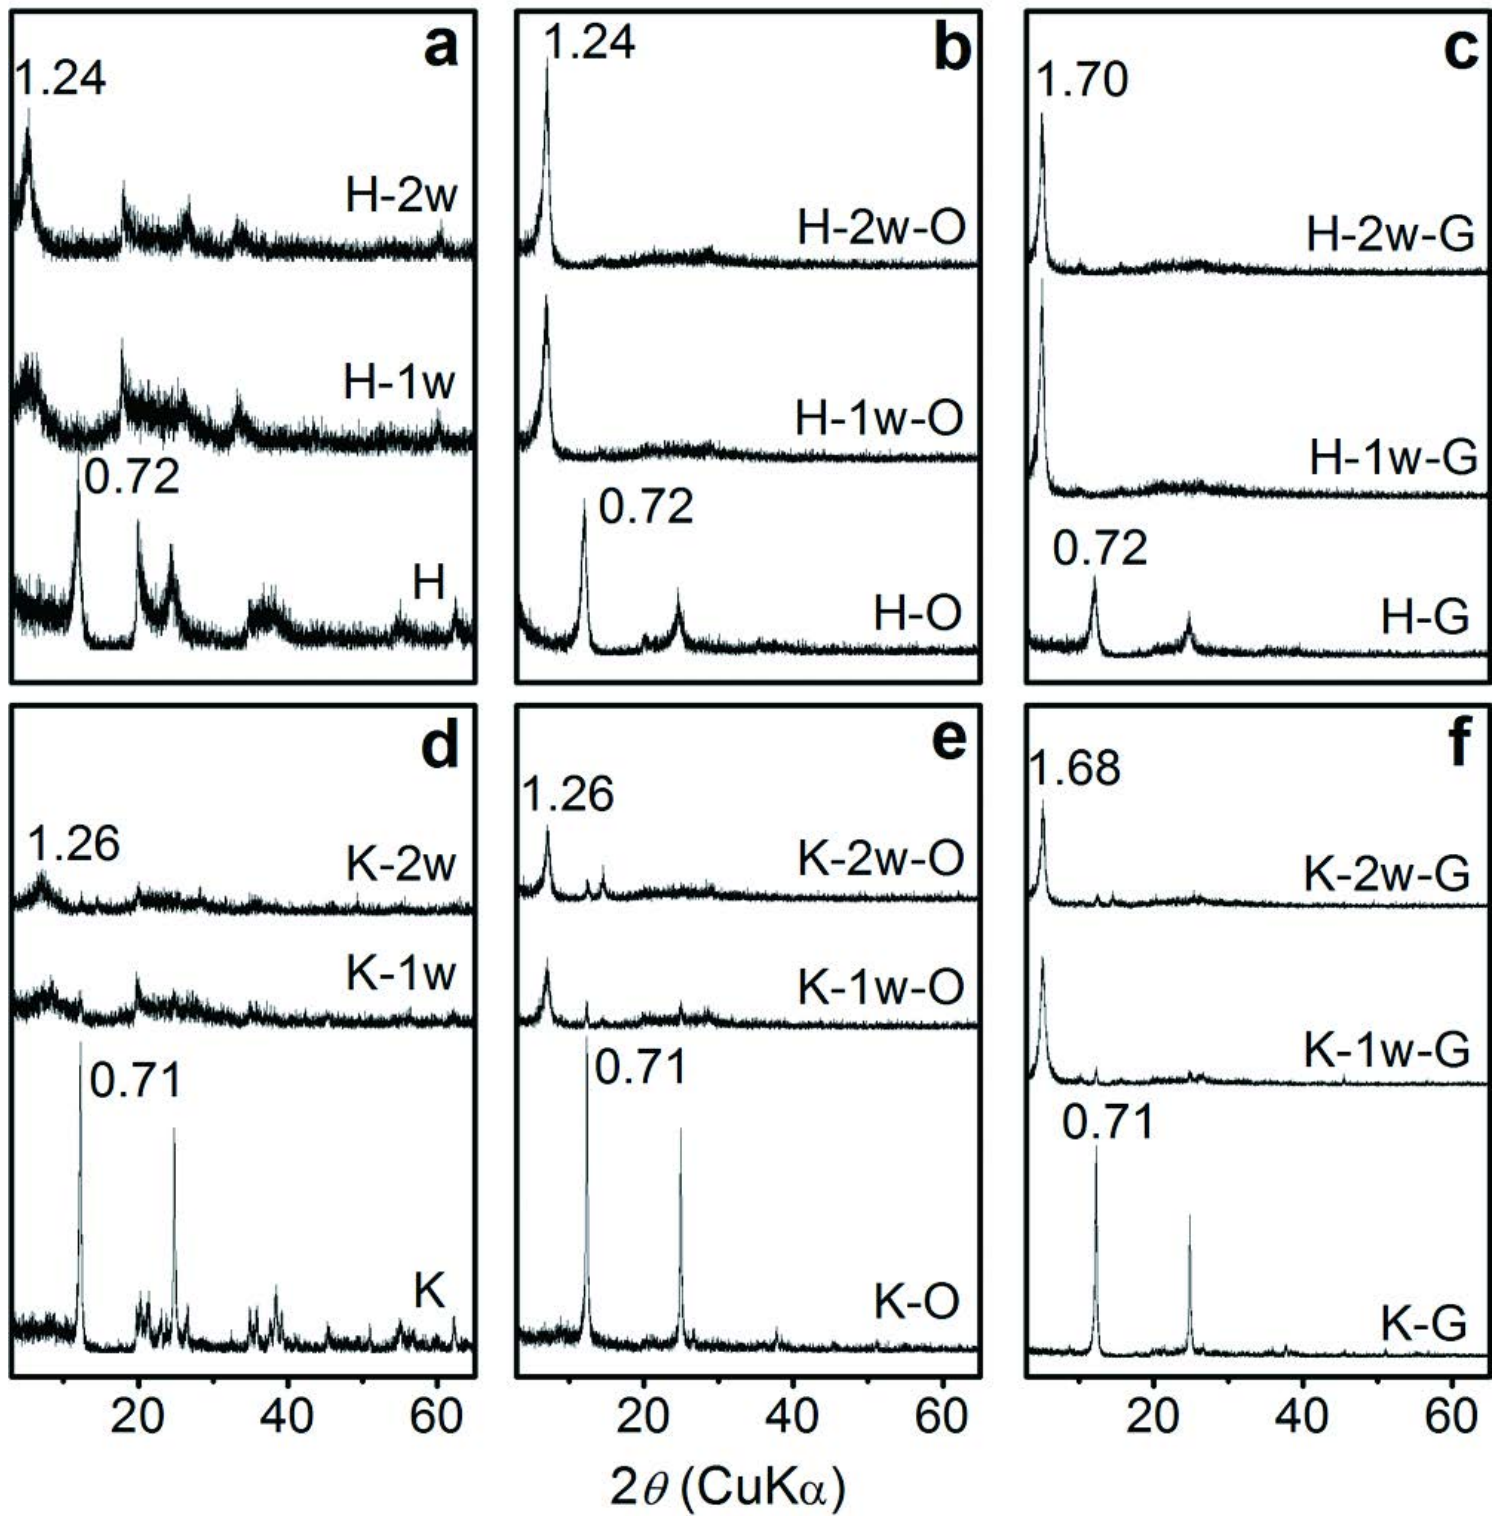 a
1.24
H-2w
H-1w
0.72
H
b
1.24
H-2w-O
H-1w-O
0.72
H-O
c
1.70
H-2w-G
H-1w-G
0.72
H-G
d
1.26
K-2w
K-1w
0.71
K
20 40 60
e
1.26
K-2w-O
K-1w-O
0.71
K-O
20 40 60
f
1.68
K-2w-G
K-1w-G
0.71
K-G
20 40 60
2θ (CuKα)